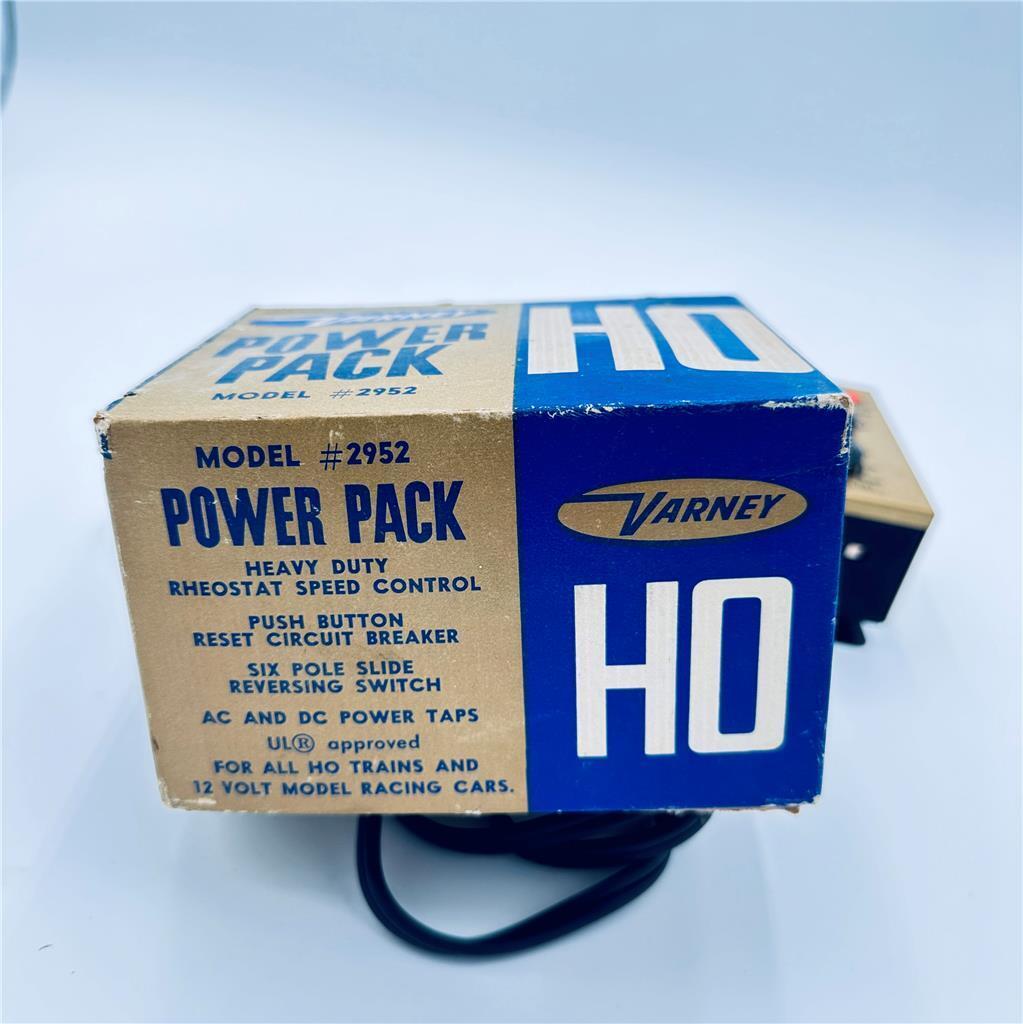 VARNEY
POWER
PACK
MODEL #2952
HO
MODEL #2952
POWER PACK
HEAVY DUTY
RHEOSTAT SPEED CONTROL
PUSH BUTTON
RESET CIRCUIT BREAKER
SIX POLE SLIDE
REVERSING SWITCH
AC AND DC POWER TAPS
UL® approved
FOR ALL HO TRAINS AND
12 VOLT MODEL RACING CARS.
VARNEY
HO